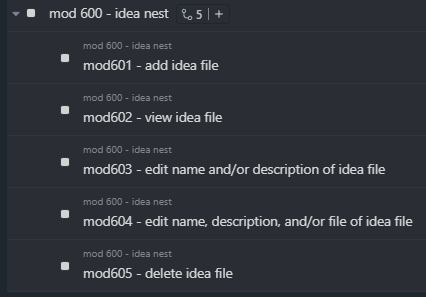 mod 600 - idea nest 5 +
mod 600 - idea nest
mod601 - add idea file
mod 600 - idea nest
mod602 - view idea file
mod 600 - idea nest
mod603 - edit name and/or description of idea file
mod 600 - idea nest
mod604 - edit name, description, and/or file of idea file
mod 600 - idea nest
mod605 - delete idea file